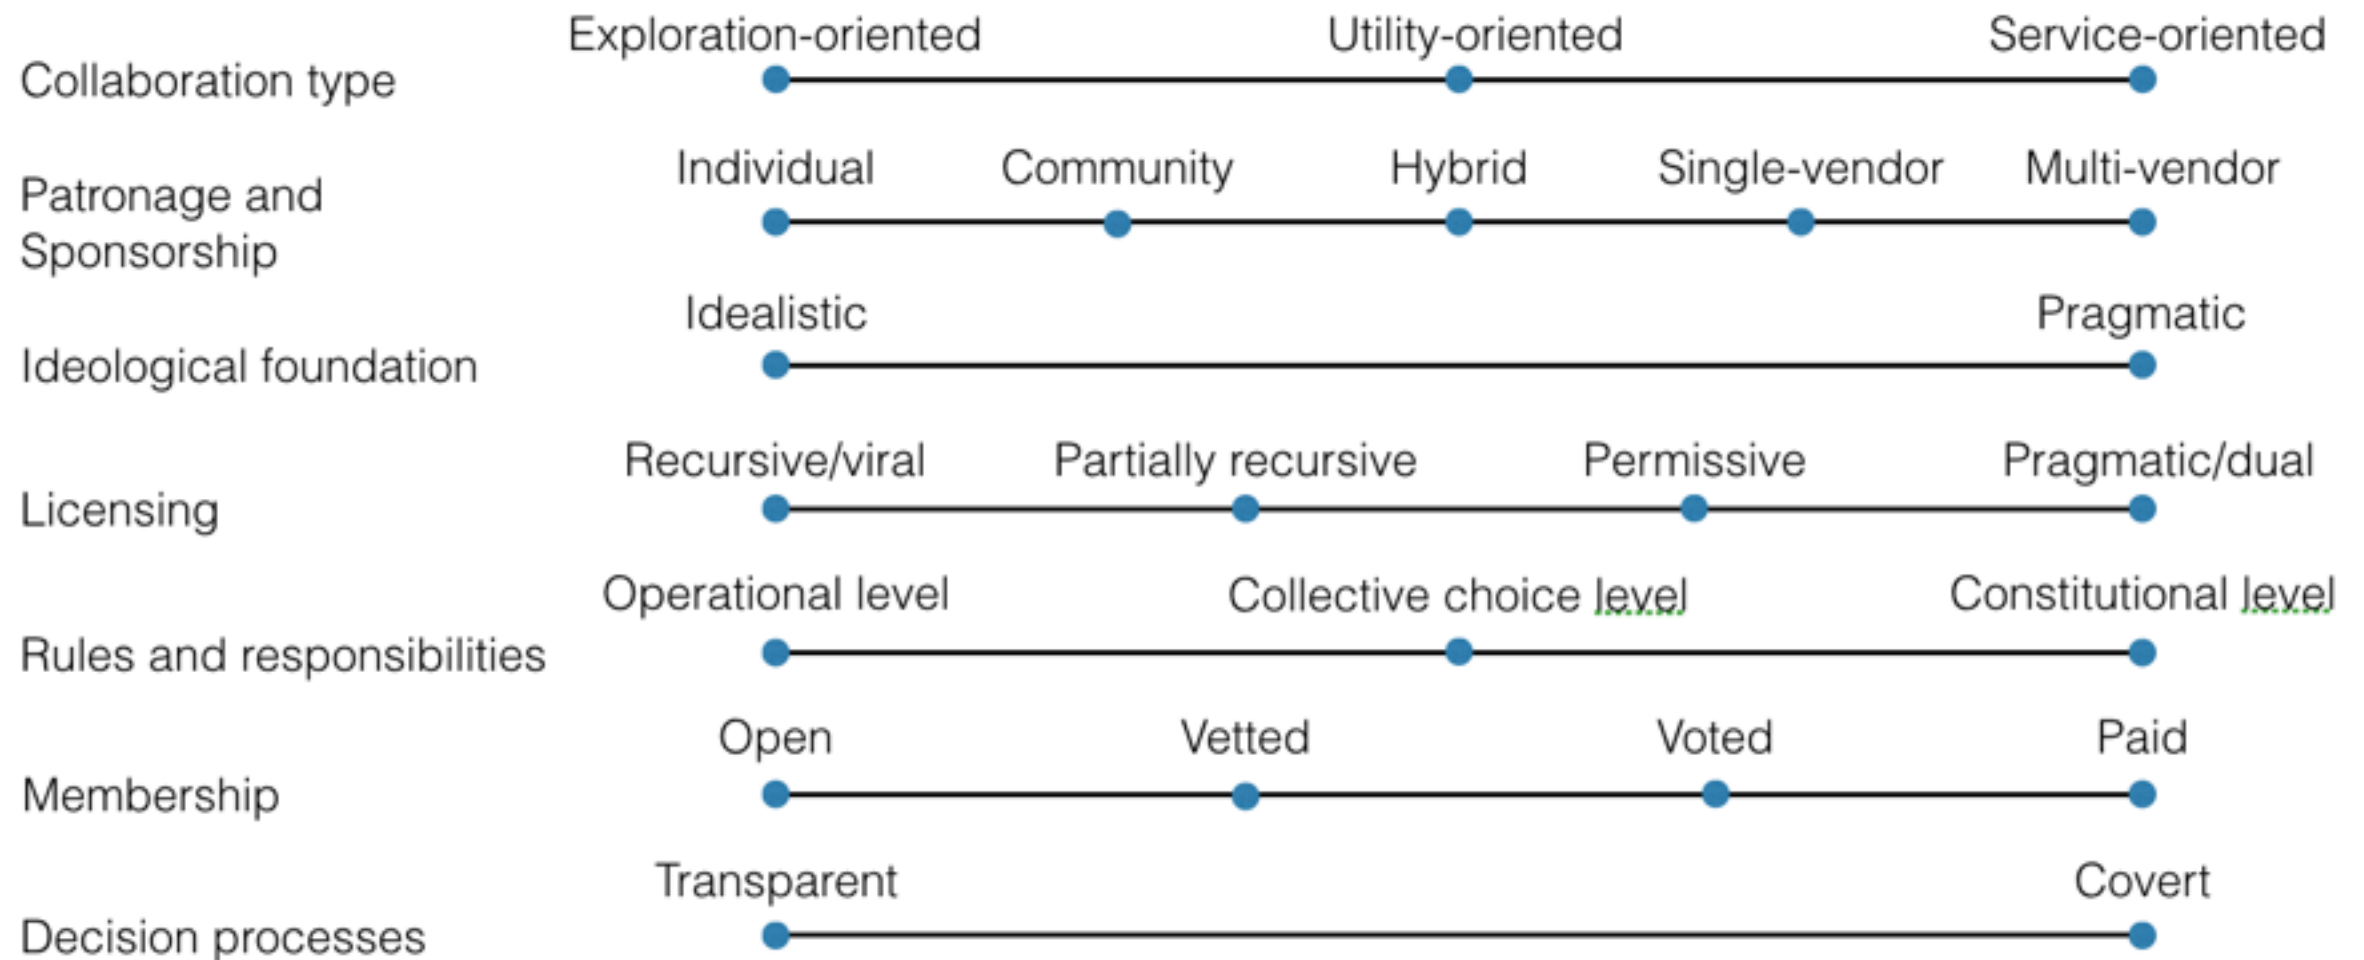 Exploration-oriented Utility-oriented Service-oriented
Collaboration type
Individual Community Hybrid Single-vendor Multi-vendor
Patronage and
Sponsorship
Idealistic Pragmatic
Ideological foundation
Recursive/viral Partially recursive Permissive Pragmatic/dual
Licensing
Operational level Collective choice level Constitutional level
Rules and responsibilities
Open Vetted Voted Paid
Membership
Transparent Covert
Decision processes